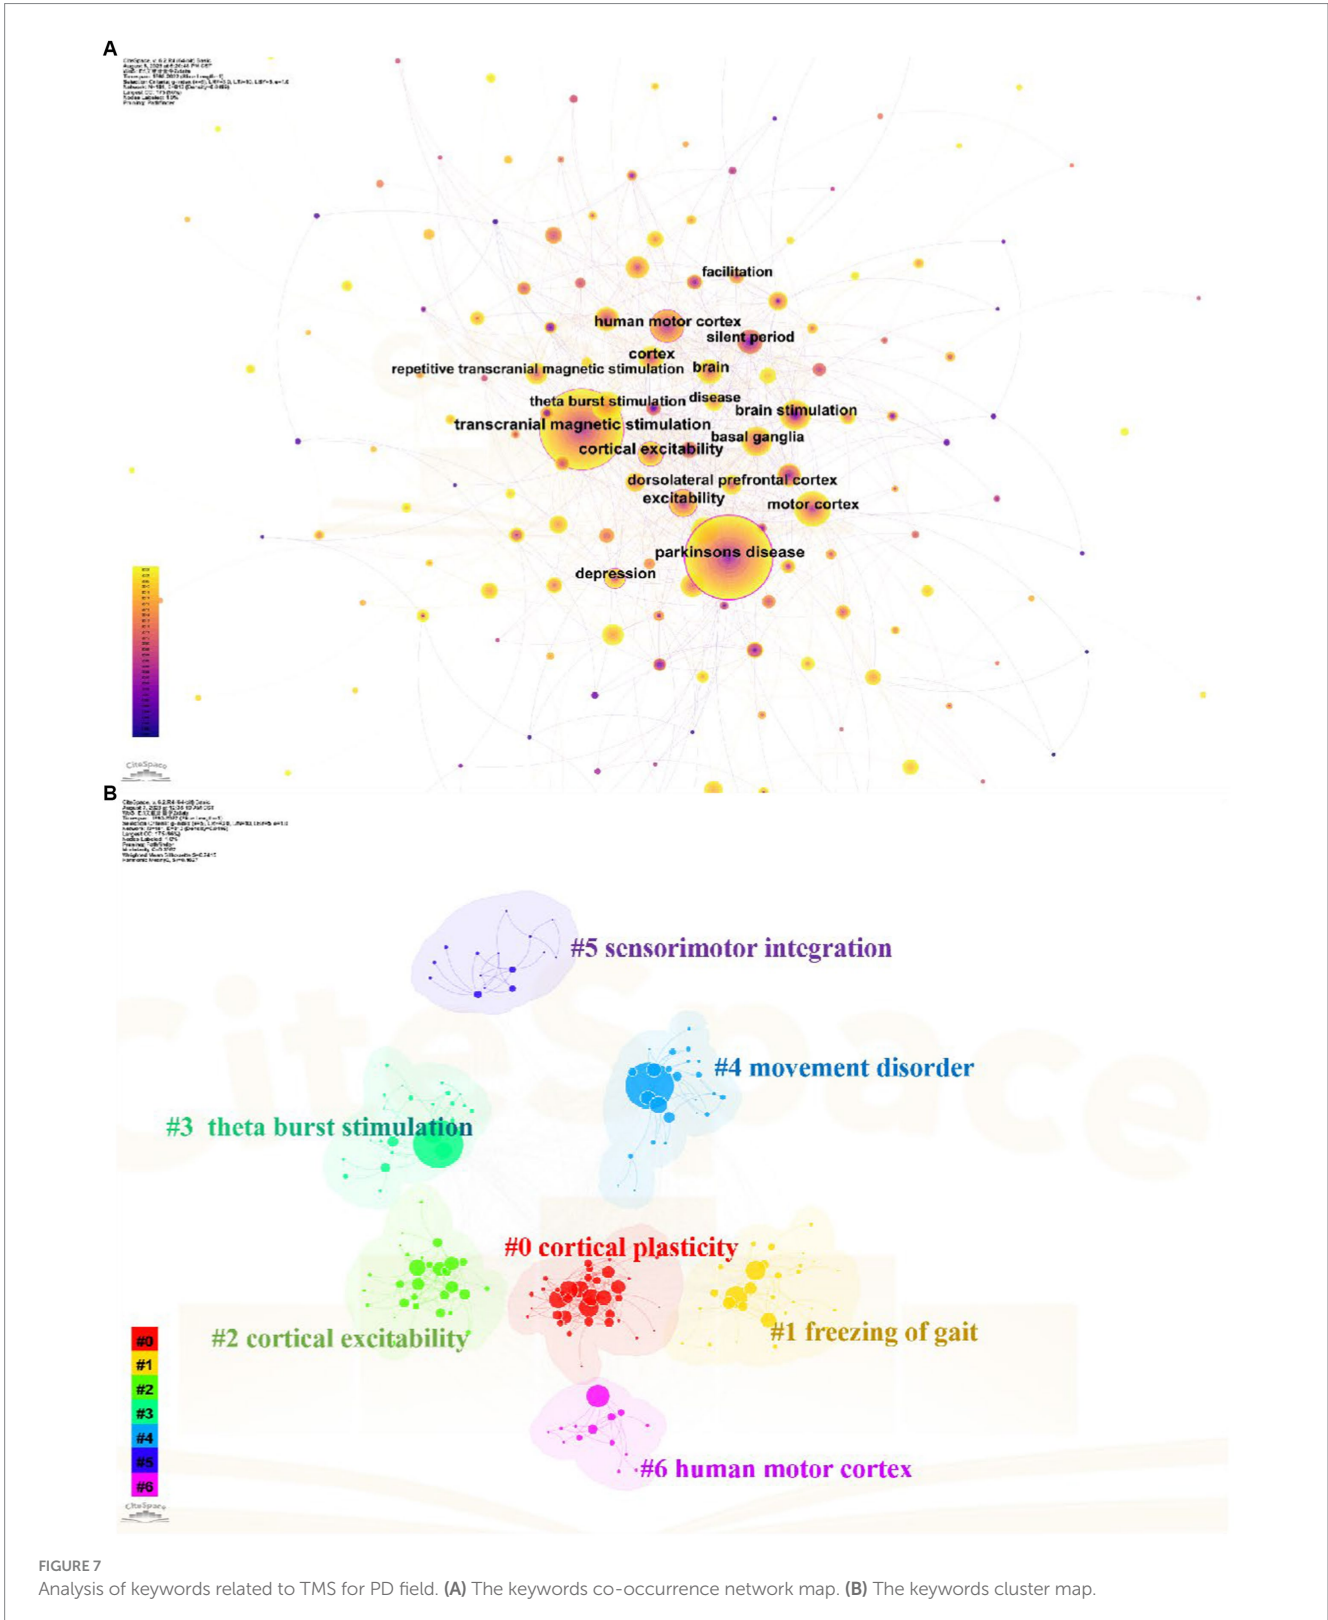 A
facilitation
human motor cortex
silent period
cortex
repetitive transcranial magnetic stimulation
brain
theta burst stimulation
disease
brain stimulation
transcranial magnetic stimulation
basal ganglia
cortical excitability
dorsolateral prefrontal cortex
excitability
motor cortex
parkinsons disease
depression
CiteSpace
B
#5 sensorimotor integration
#4 movement disorder
#3 theta burst stimulation
#0 cortical plasticity
#2 cortical excitability
#1 freezing of gait
#6 human motor cortex
#0
#1
#2
#3
#4
#5
#6
CiteSpace
FIGURE 7
Analysis of keywords related to TMS for PD field. (A) The keywords co-occurrence network map. (B) The keywords cluster map.